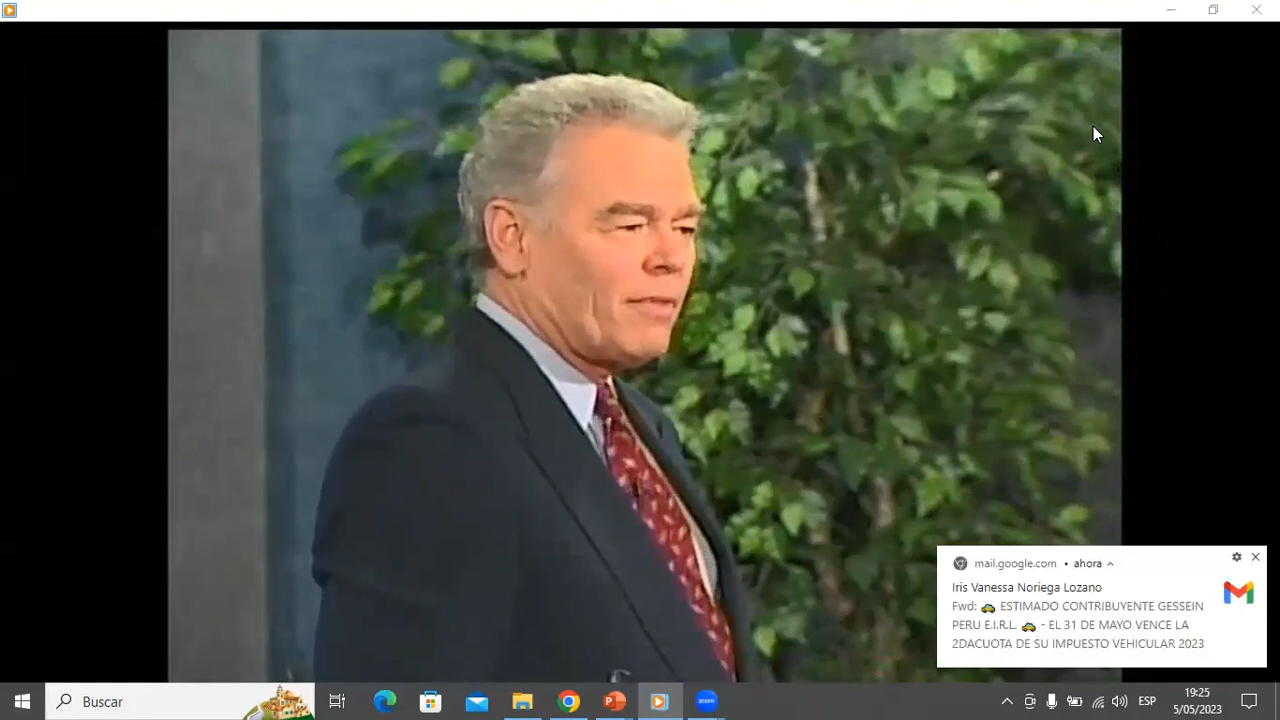 mail.google.com • ahora
Iris Vanessa Noriega Lozano
Fwd: 🚕 ESTIMADO CONTRIBUYENTE GESSEIN
PERU E.I.R.L. 🚕 - EL 31 DE MAYO VENCE LA
2DACUOTA DE SU IMPUESTO VEHICULAR 2023
Buscar
zoom
ESP
19:25
5/05/2023